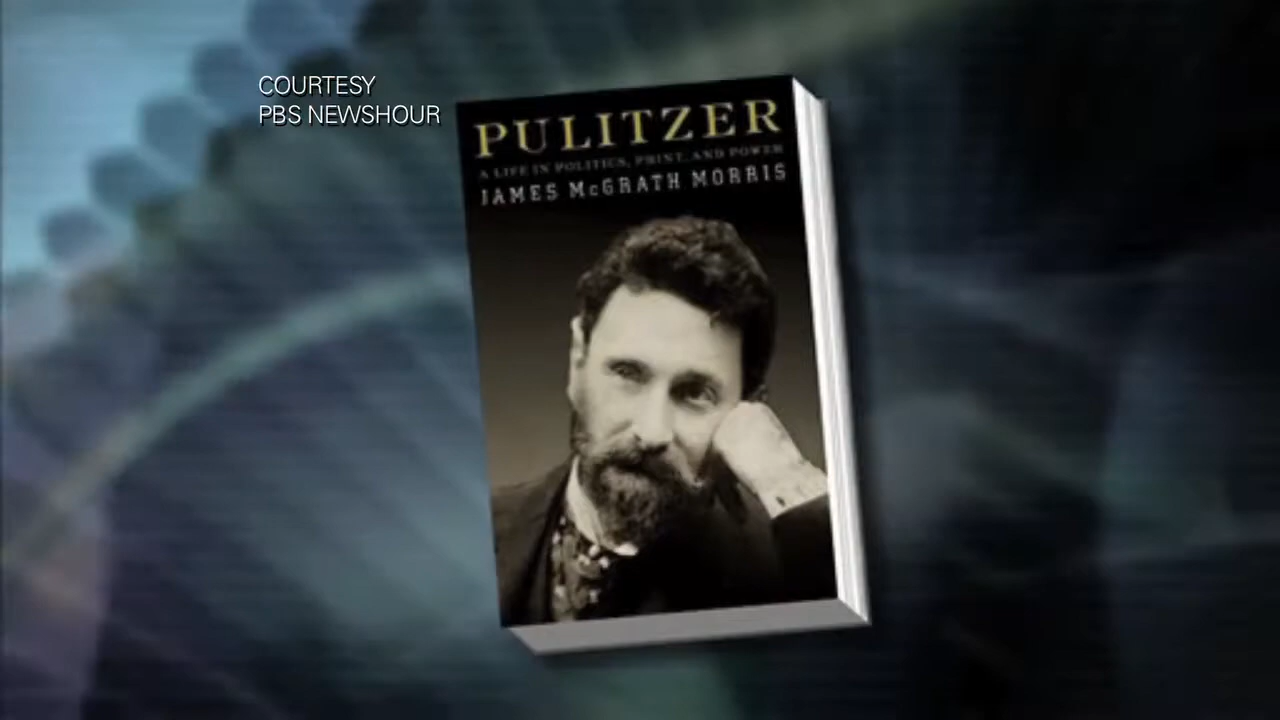 COURTESY
PBS NEWSHOUR
PULITZER
A LIFE IN POLITICS, PRINT, AND POWER
JAMES McGRATH MORRIS